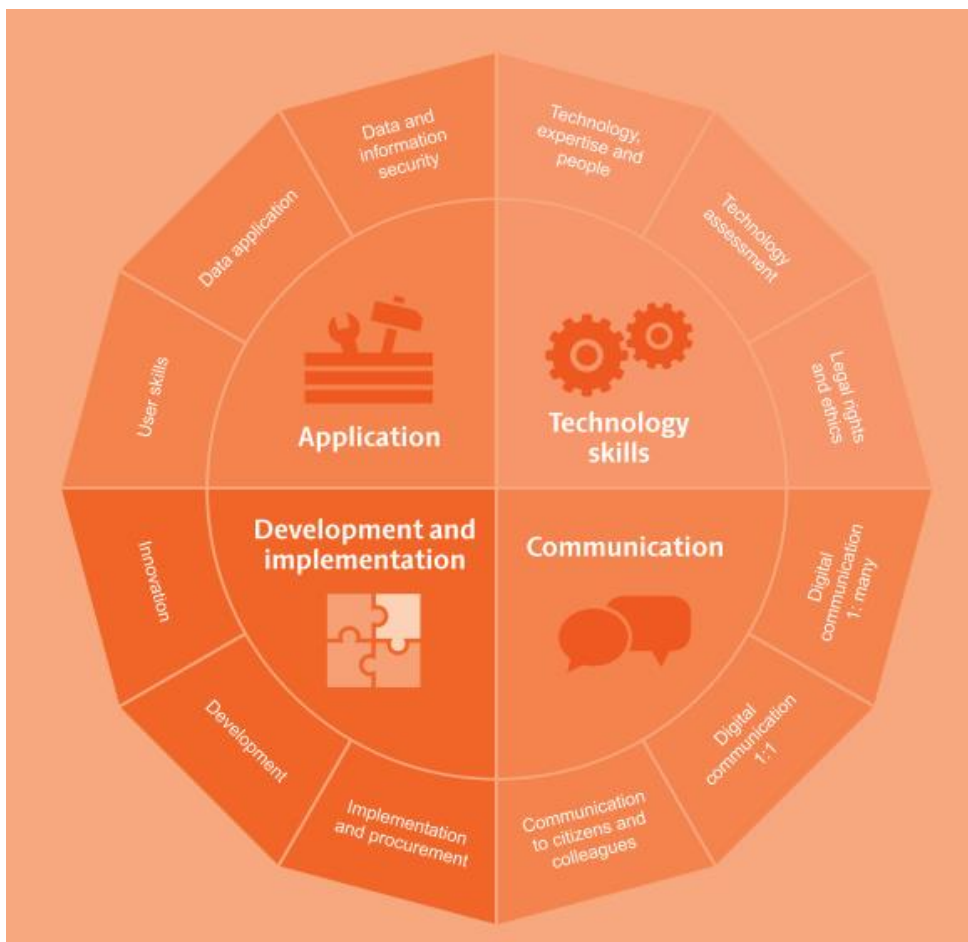 Data and
information
security
Technology,
expertise and
people
Data application
Technology
assessment
User skills
Legal rights
and ethics
Application
Technology
skills
Development and
implementation
Communication
Innovation
Digital
communication
1: many
Development
Digital
communication
1:1
Implementation
and procurement
Communication
to citizens and
colleagues